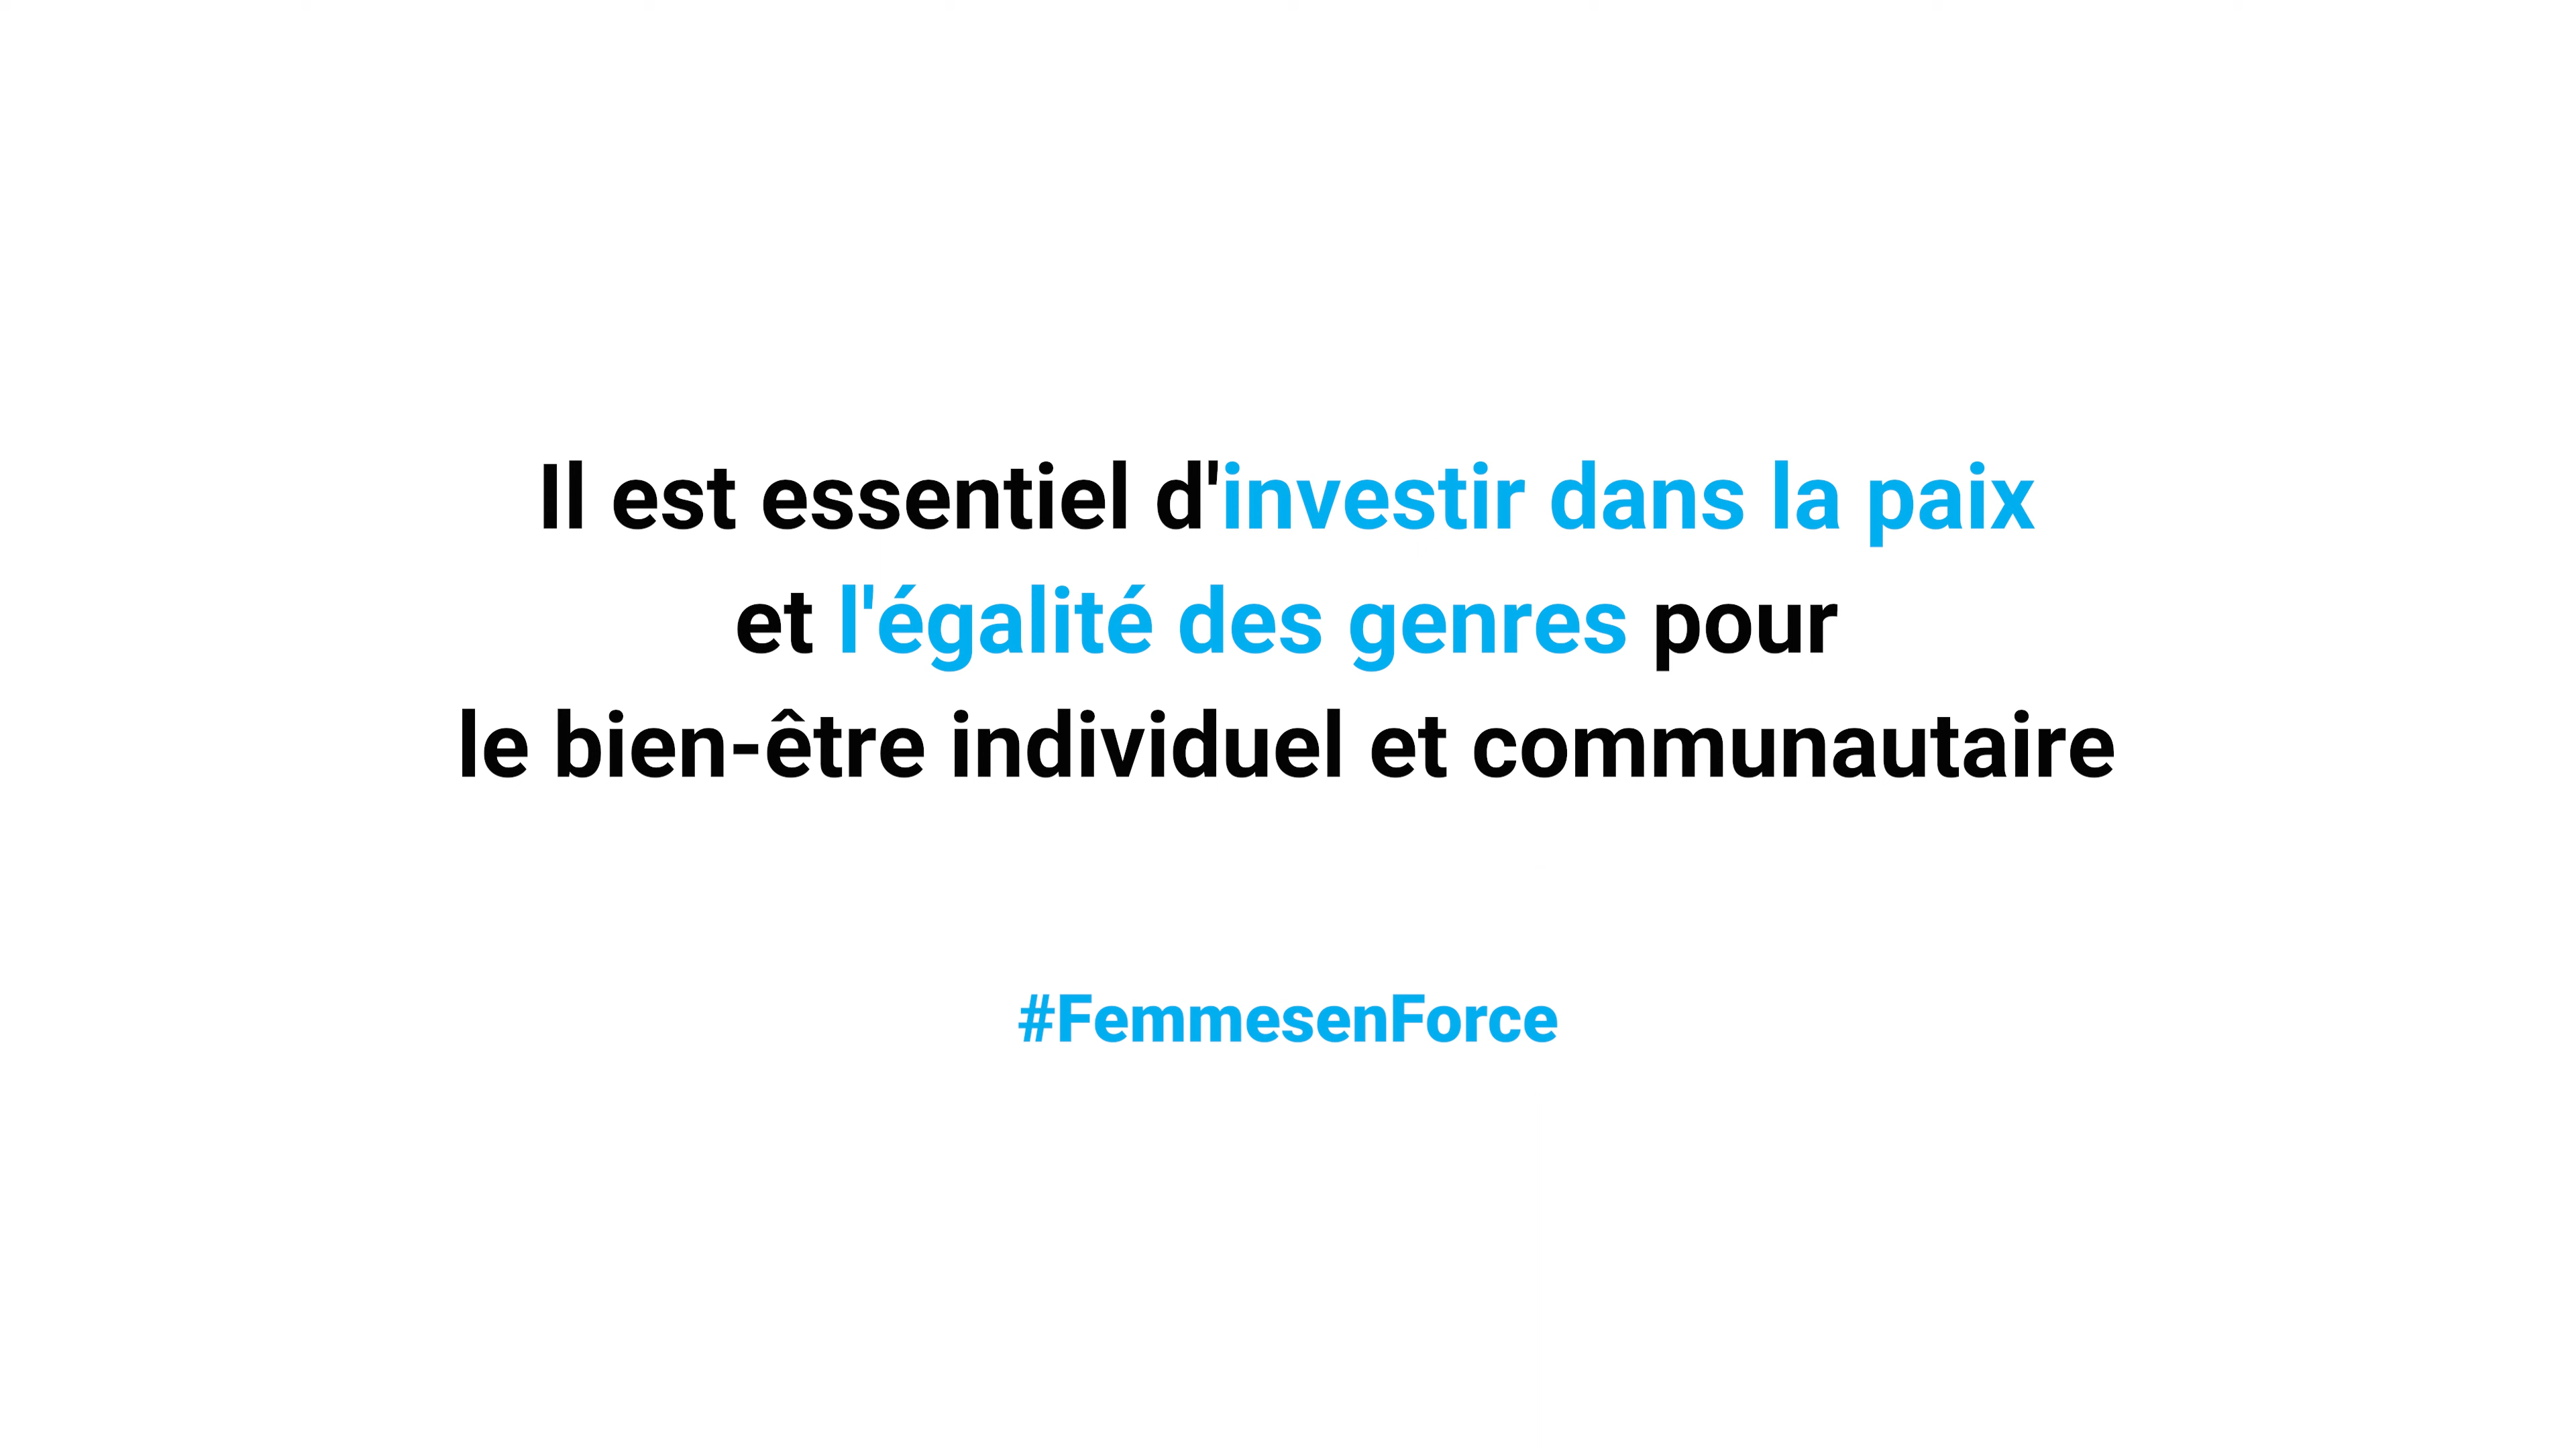 Il est essentiel d'investir dans la paix
et l'égalité des genres pour
le bien-être individuel et communautaire
#FemmesenForce